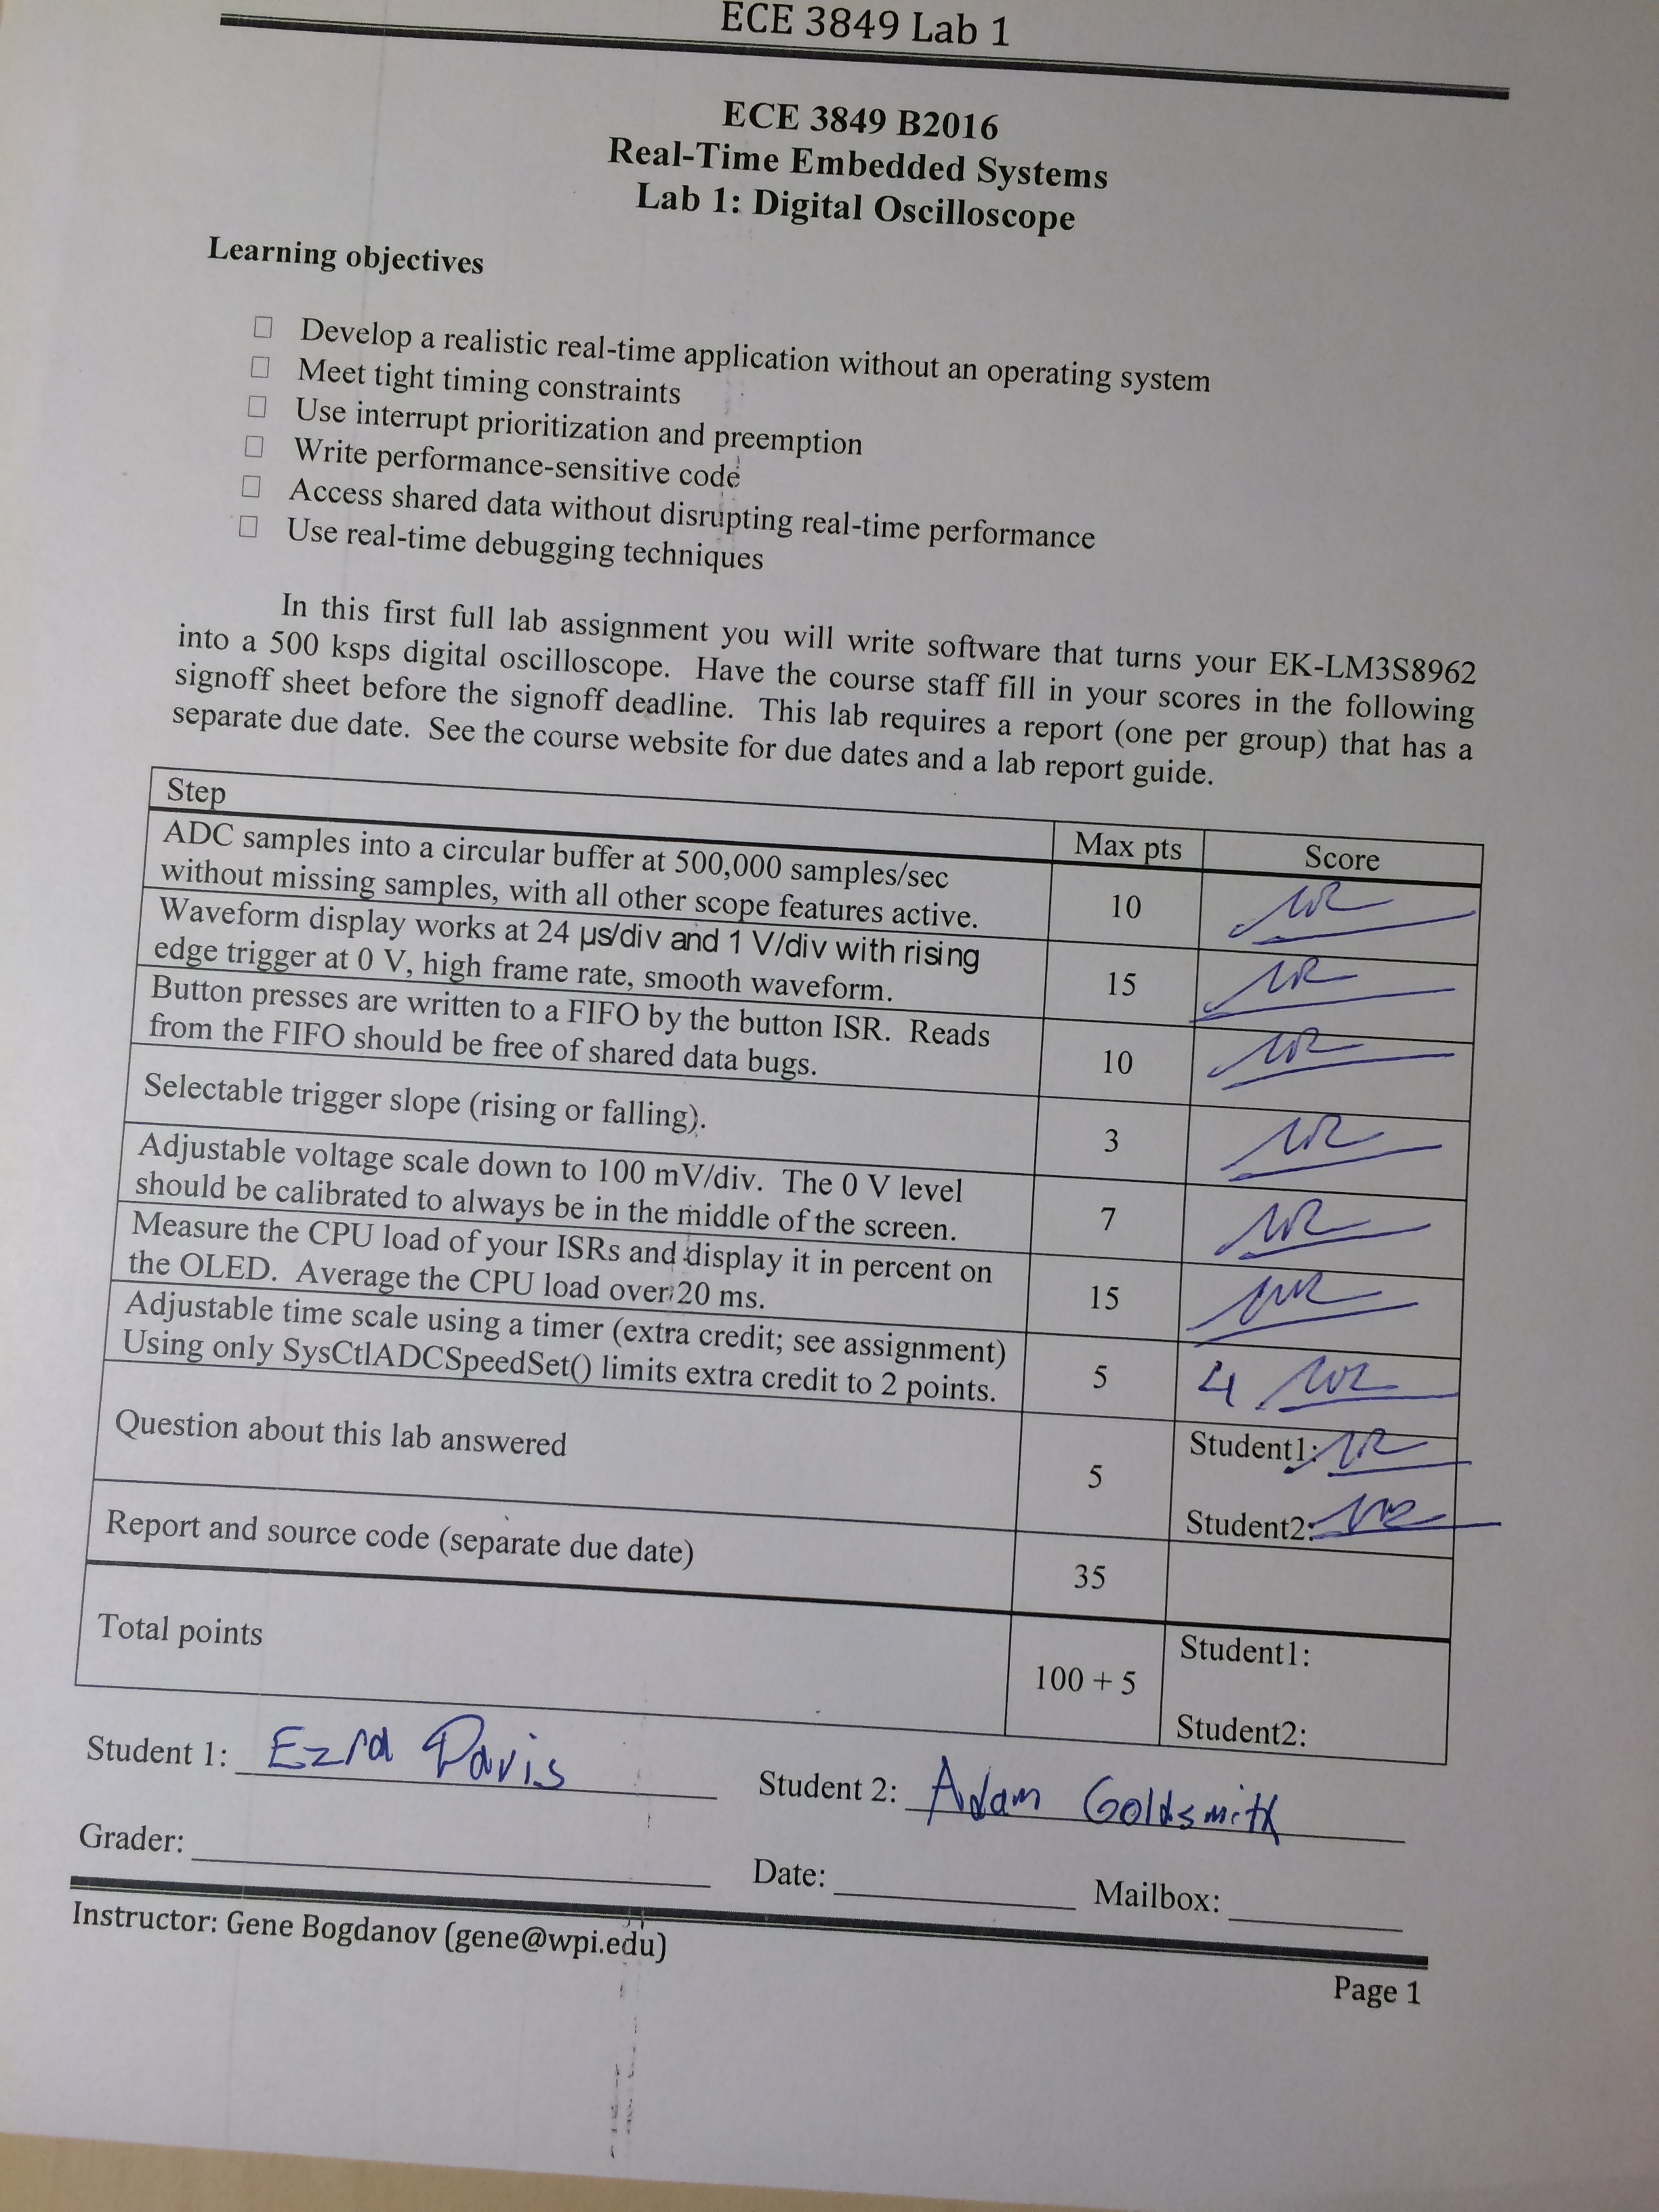 ECE 3849 Lab 1
ECE 3849 B2016
Real-Time Embedded Systems
Lab 1: Digital Oscilloscope
Learning objectives
Develop a realistic real-time application without an operating system
Meet tight timing constraints
Use interrupt prioritization and preemption
Write performance-sensitive code
Access shared data without disrupting real-time performance
Use real-time debugging techniques
In this first full lab assignment you will write software that turns your EK-LM3S8962
into a 500 ksps digital oscilloscope. Have the course staff fill in your scores in the following
signoff sheet before the signoff deadline. This lab requires a report (one per group) that has a
separate due date. See the course website for due dates and a lab report guide.
Step Max pts Score
ADC samples into a circular buffer at 500,000 samples/sec
without missing samples, with all other scope features active. 10
Waveform display works at 24 µs/div and 1 V/div with rising
edge trigger at 0 V, high frame rate, smooth waveform. 15
Button presses are written to a FIFO by the button ISR. Reads
from the FIFO should be free of shared data bugs. 10
Selectable trigger slope (rising or falling). 3
Adjustable voltage scale down to 100 mV/div. The 0 V level
should be calibrated to always be in the middle of the screen. 7
Measure the CPU load of your ISRs and display it in percent on
the OLED. Average the CPU load over 20 ms. 15
Adjustable time scale using a timer (extra credit; see assignment)
Using only SysCtlADCSpeedSet() limits extra credit to 2 points. 5 4
Question about this lab answered 5 Student1:
Student2:
Report and source code (separate due date) 35
Total points 100 + 5 Student1:
Student2:
Student 1: Ezra Davis Student 2: Adam Goldsmith
Grader: Date: Mailbox:
Instructor: Gene Bogdanov (gene@wpi.edu)
Page 1